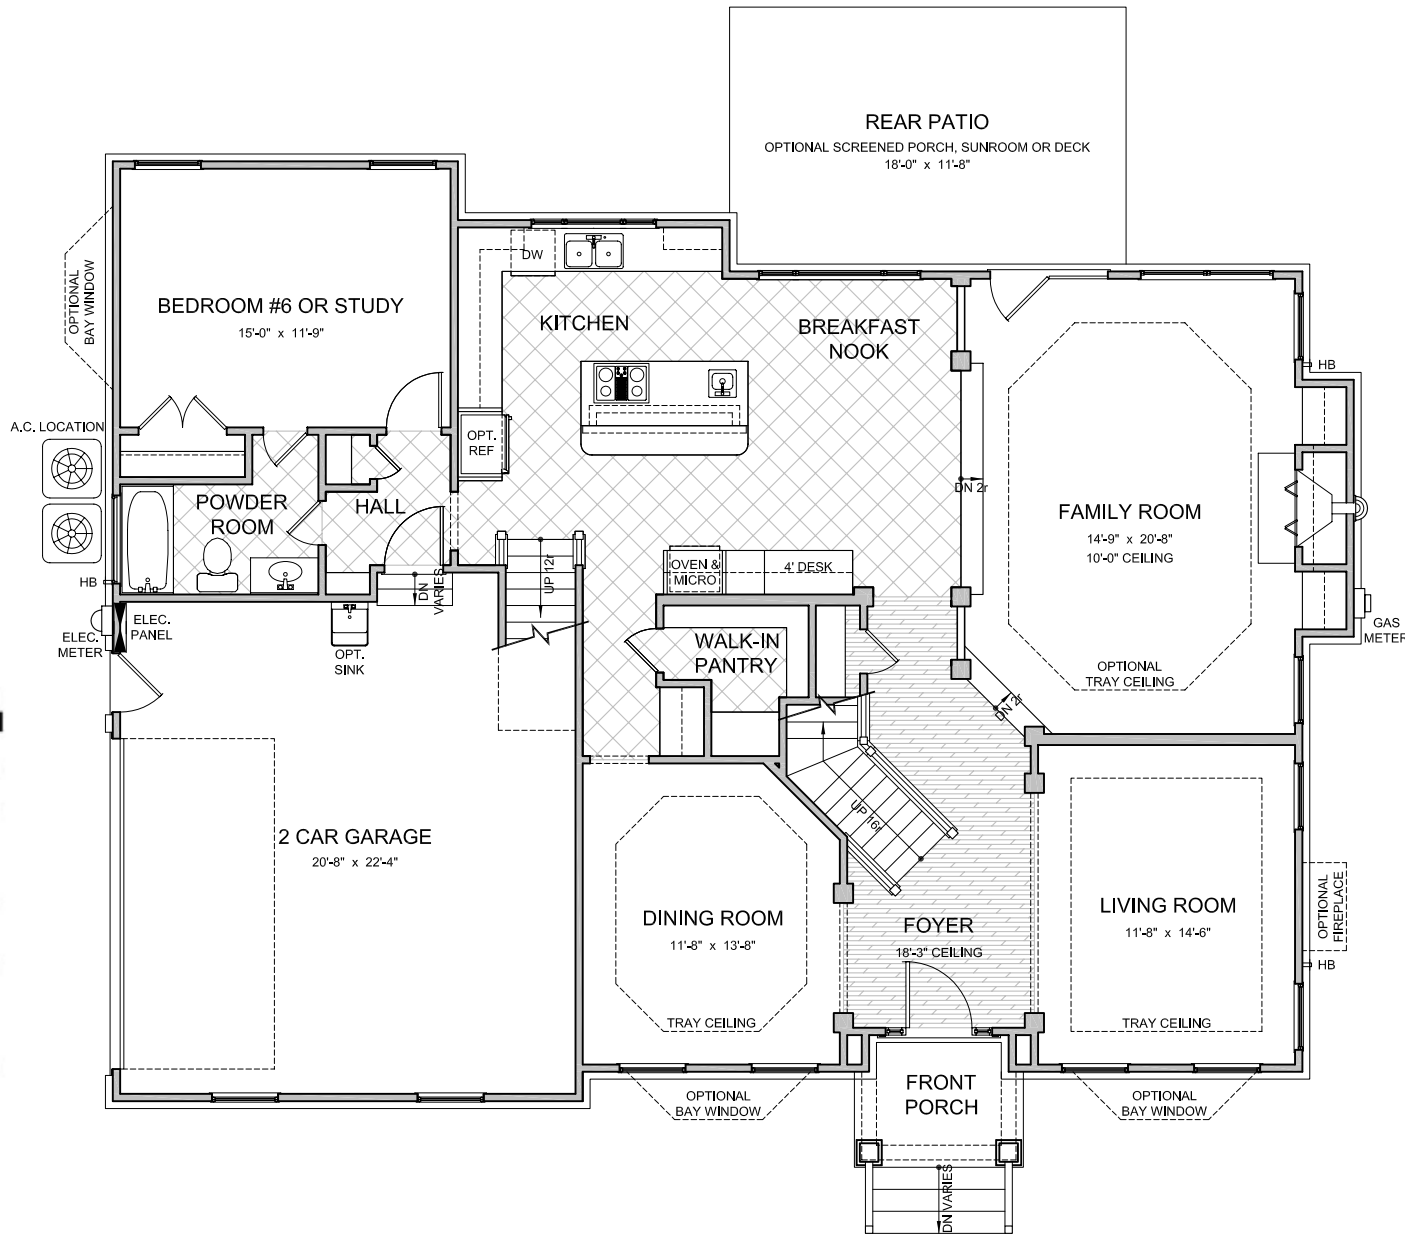 REAR PATIO
OPTIONAL SCREENED PORCH, SUNROOM OR DECK
18'-0" x 11'-8"
OPTIONAL
BAY WINDOW
BEDROOM #6 OR STUDY
15'-0" x 11'-9"
DW
KITCHEN
BREAKFAST
NOOK
HB
A.C. LOCATION
OPT.
REF
POWDER
ROOM
HALL
DN 2r
FAMILY ROOM
14'-9" x 20'-8"
10'-0" CEILING
HB
DN
VARIES
UP 12r
OVEN &
MICRO
4' DESK
ELEC.
METER
ELEC.
PANEL
OPT.
SINK
WALK-IN
PANTRY
GAS
METER
OPTIONAL
TRAY CEILING
DN 2r
UP 16r
2 CAR GARAGE
20'-8" x 22'-4"
DINING ROOM
11'-8" x 13'-8"
FOYER
18'-3" CEILING
LIVING ROOM
11'-8" x 14'-6"
OPTIONAL
FIREPLACE
HB
TRAY CEILING
TRAY CEILING
OPTIONAL
BAY WINDOW
FRONT
PORCH
OPTIONAL
BAY WINDOW
DN VARIES